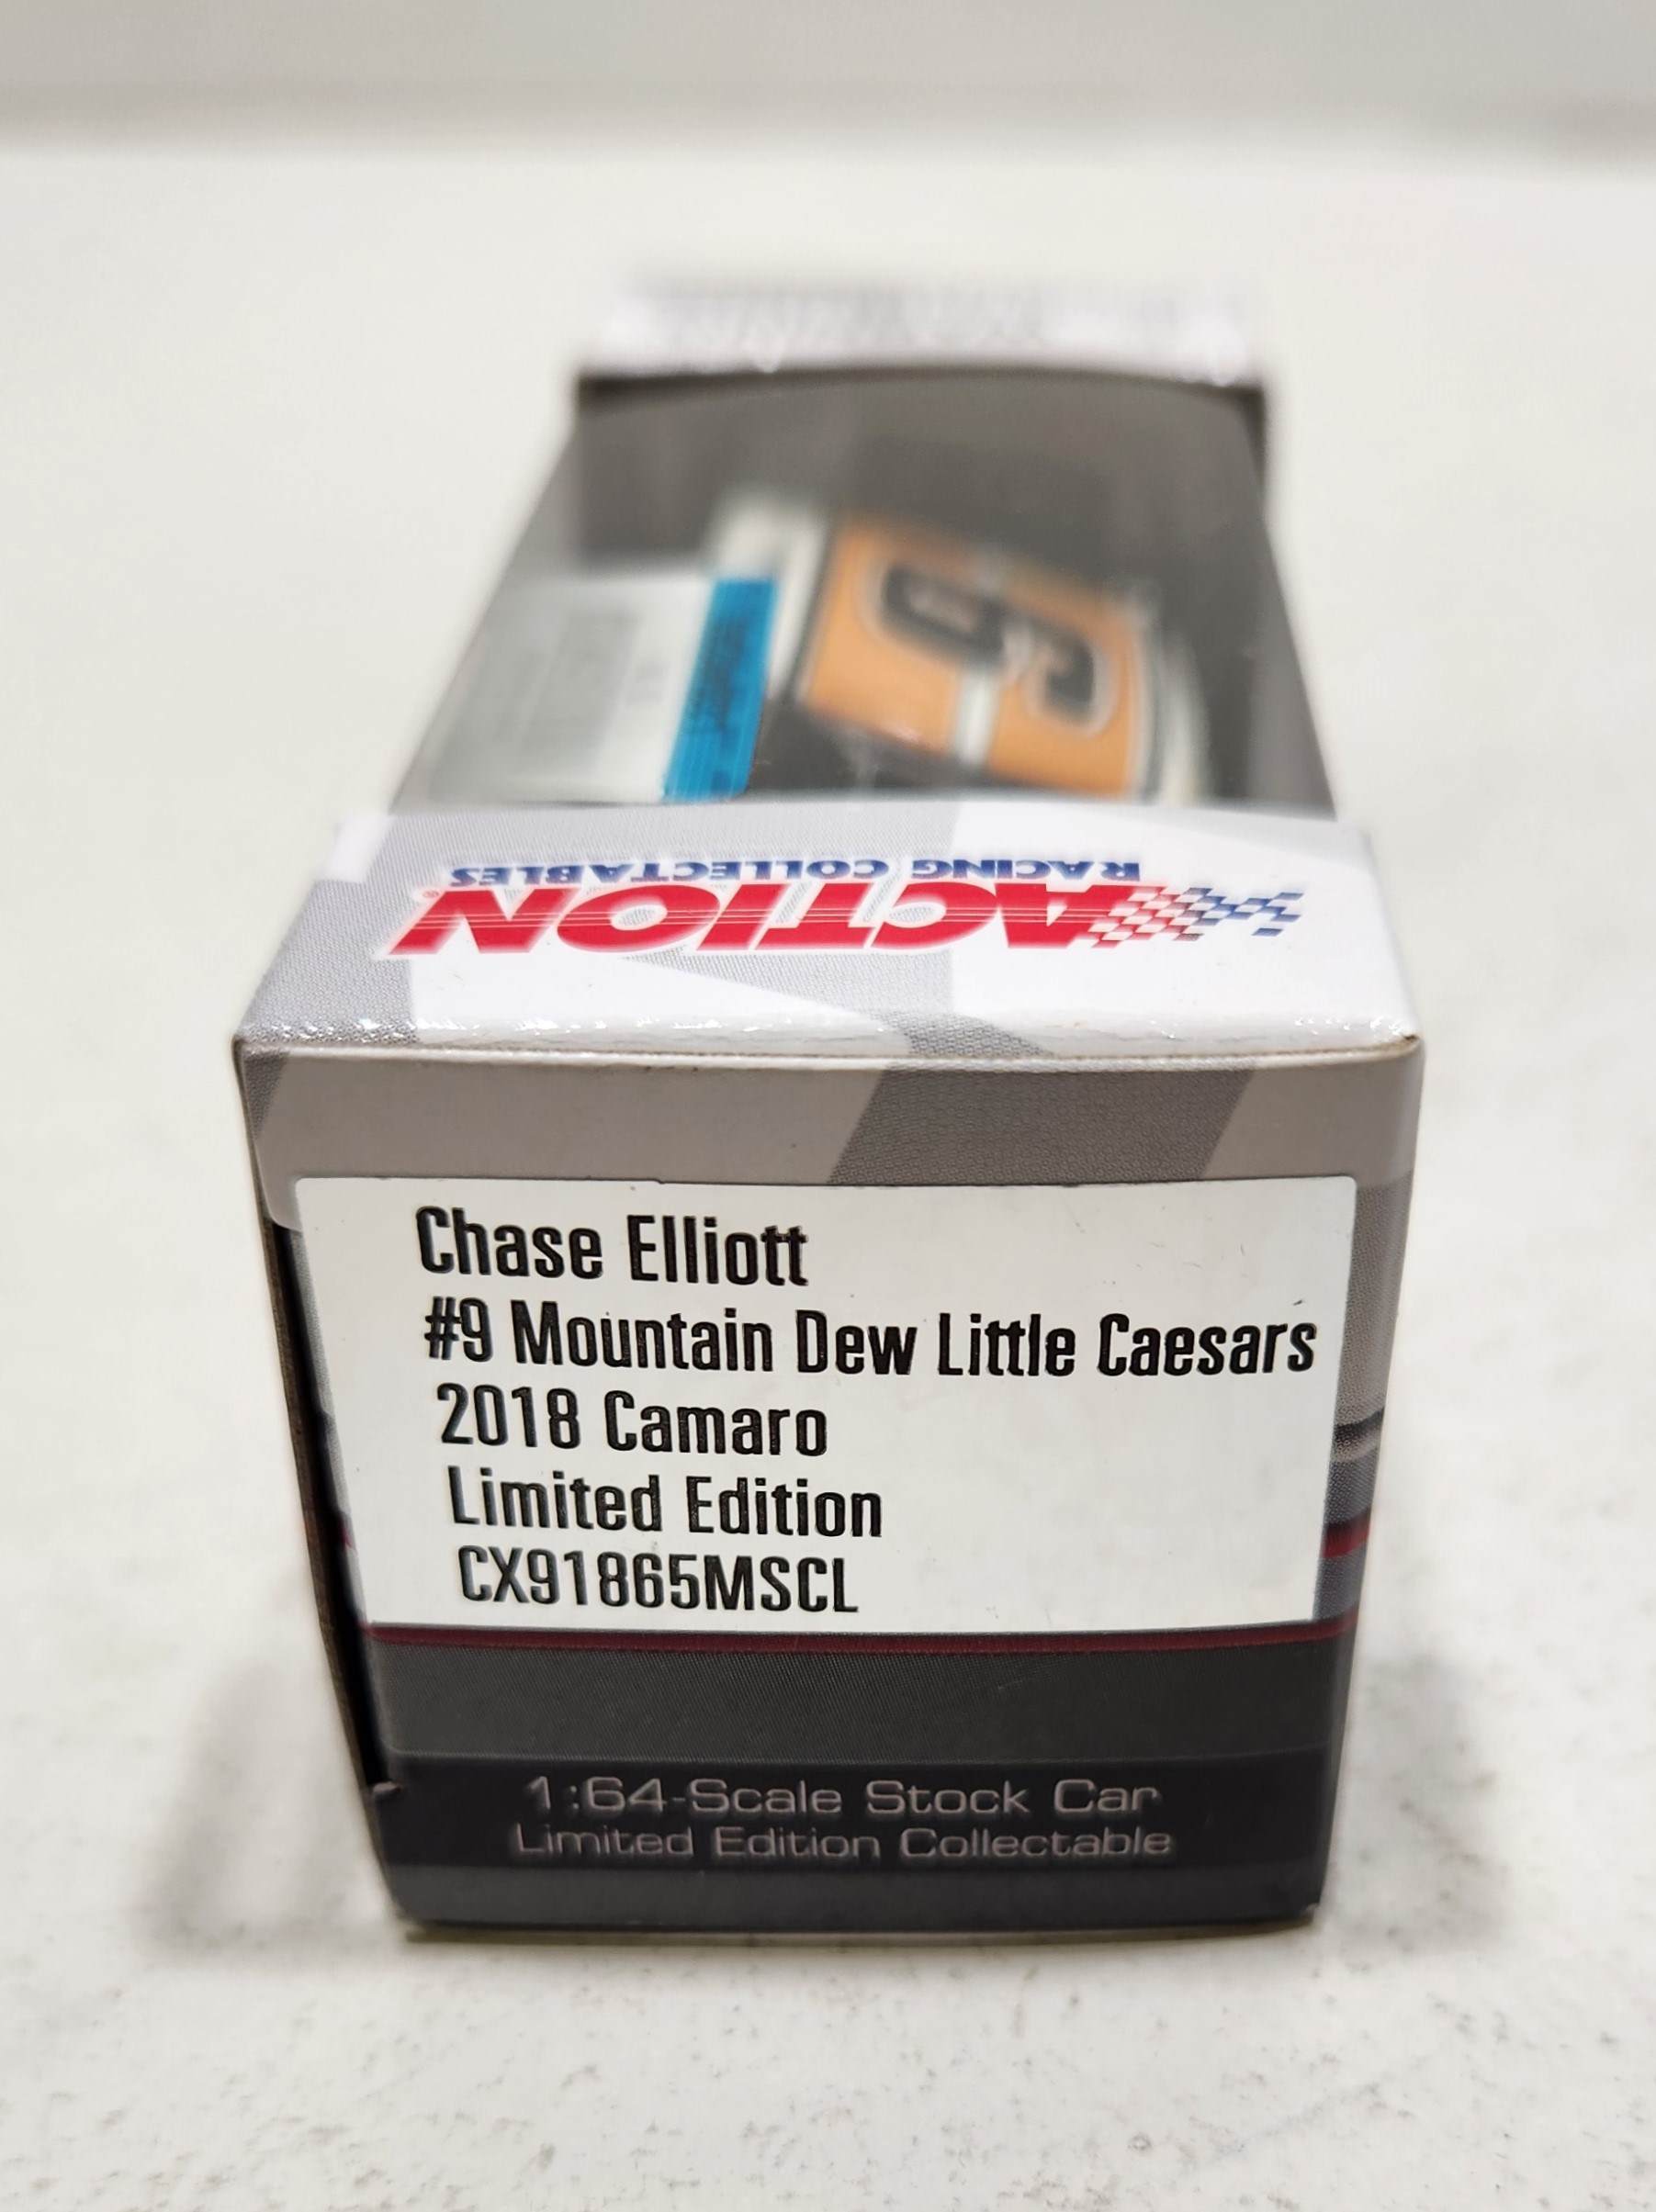 9
RACING COLLECTABLES
ACTION®
Chase Elliott
#9 Mountain Dew Little Caesars
2018 Camaro
Limited Edition
CX91865MSCL
1:64-Scale Stock Car
Limited Edition Collectable